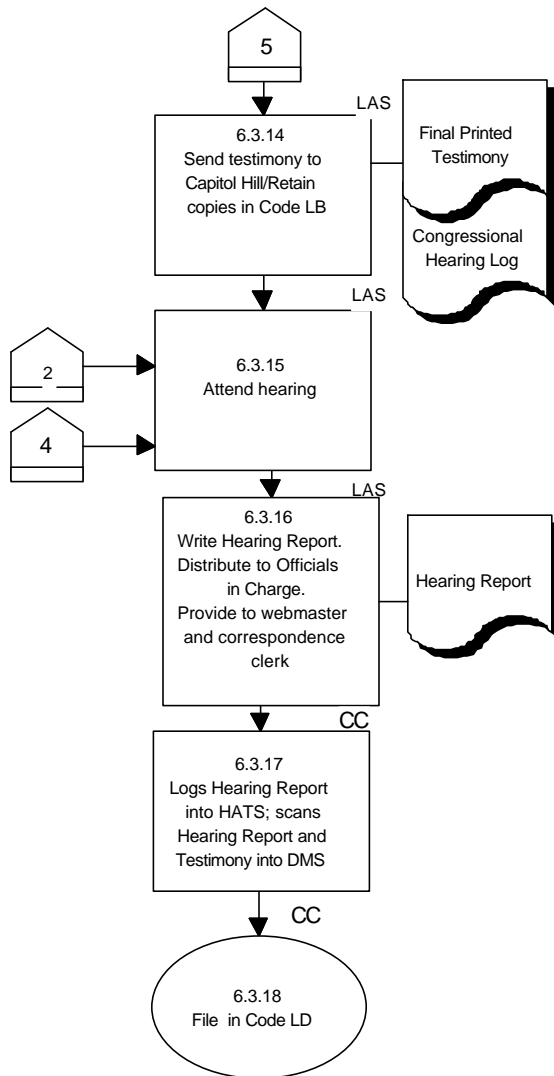 5
LAS
6.3.14
Send testimony to
Capitol Hill/Retain
copies in Code LB
Final Printed
Testimony
Congressional
Hearing Log
LAS
2
6.3.15
Attend hearing
4
LAS
6.3.16
Write Hearing Report.
Distribute to Officials
in Charge.
Provide to webmaster
and correspondence
clerk
Hearing Report
CC
6.3.17
Logs Hearing Report
into HATS; scans
Hearing Report and
Testimony into DMS
CC
6.3.18
File in Code LD